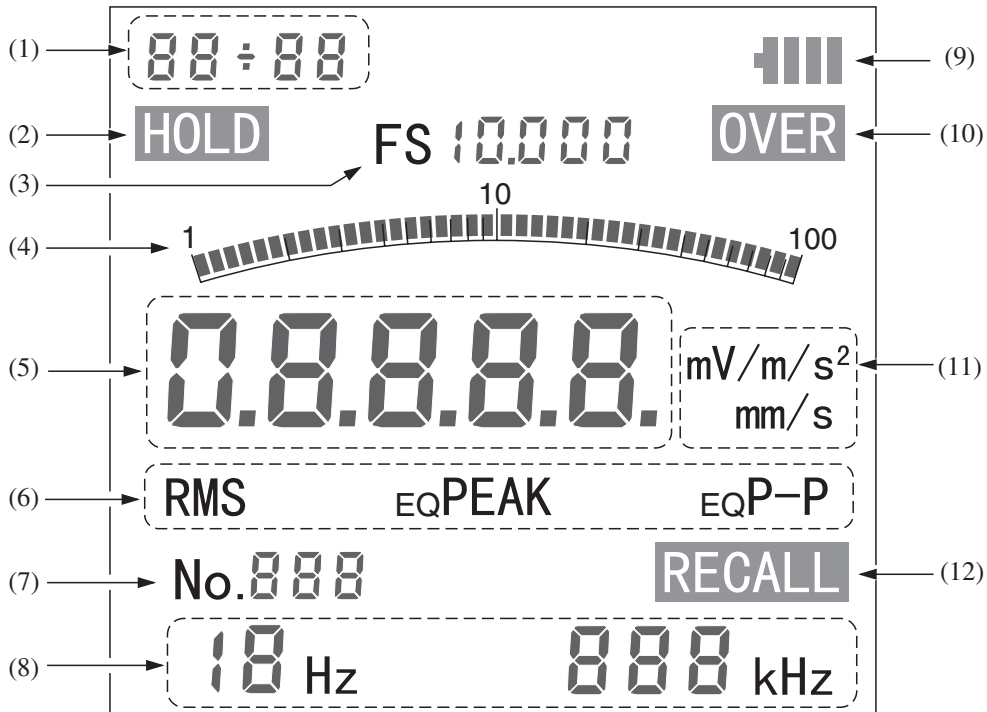 (1) 88:88 (9)
(2) HOLD FS 10.000 OVER (10)
(3)
(4) 1 10 100
(5) 0.8.8.8.8. mV/m/s² (11)
mm/s
(6) RMS EQPEAK EQP-P
(7) No.888 RECALL (12)
(8) 18 Hz 888 kHz